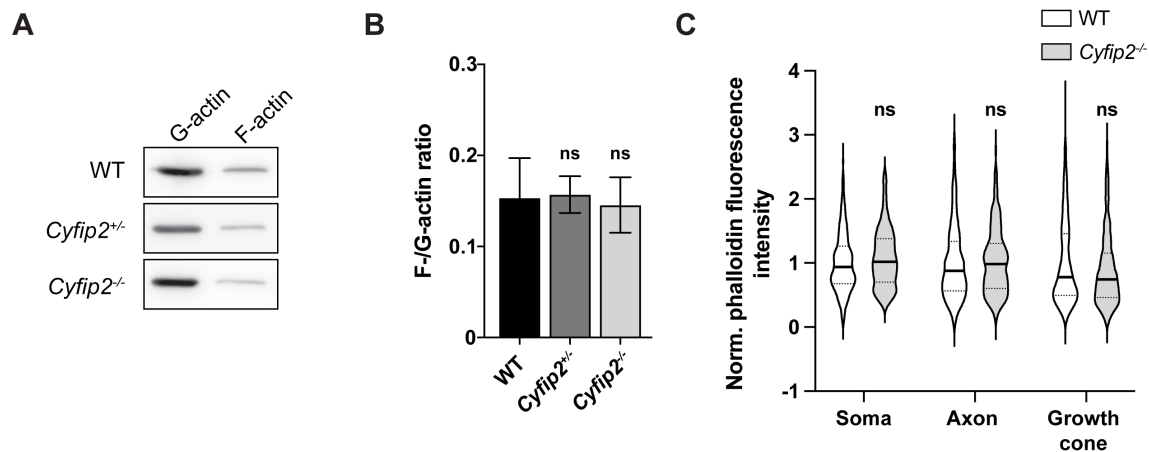 A
G-actin
F-actin
WT
Cyfip2+/-
Cyfip2-/-
B
F-/G-actin ratio
0.3
0.2
0.1
0
ns
ns
WT
Cyfip2+/-
Cyfip2-/-
C
WT
Cyfip2-/-
Norm. phalloidin fluorescence
intensity
4
3
2
1
0
-1
ns
ns
ns
Soma
Axon
Growth
cone